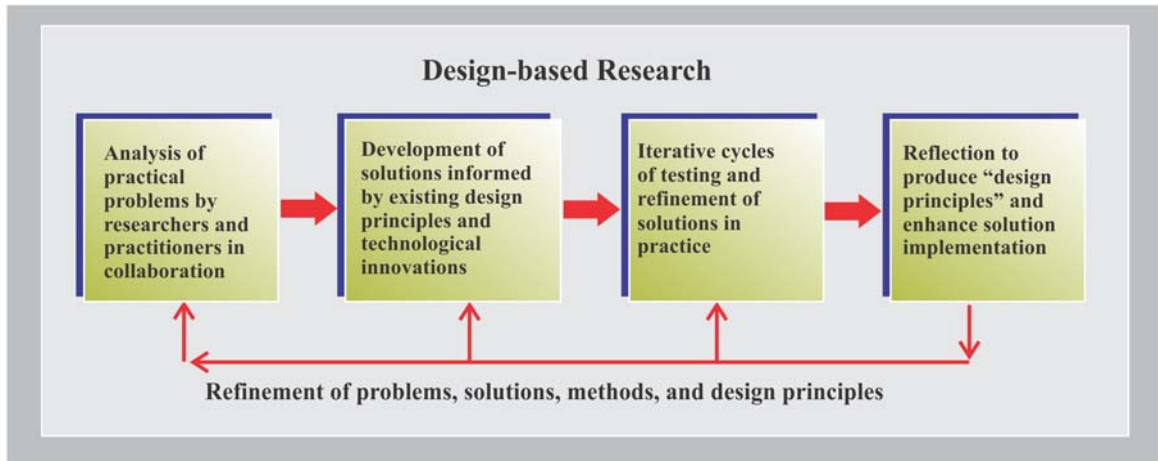 Design-based Research
Analysis of
practical
problems by
researchers and
practitioners in
collaboration
Development of
solutions informed
by existing design
principles and
technological
innovations
Iterative cycles
of testing and
refinement of
solutions in
practice
Reflection to
produce “design
principles” and
enhance solution
implementation
Refinement of problems, solutions, methods, and design principles